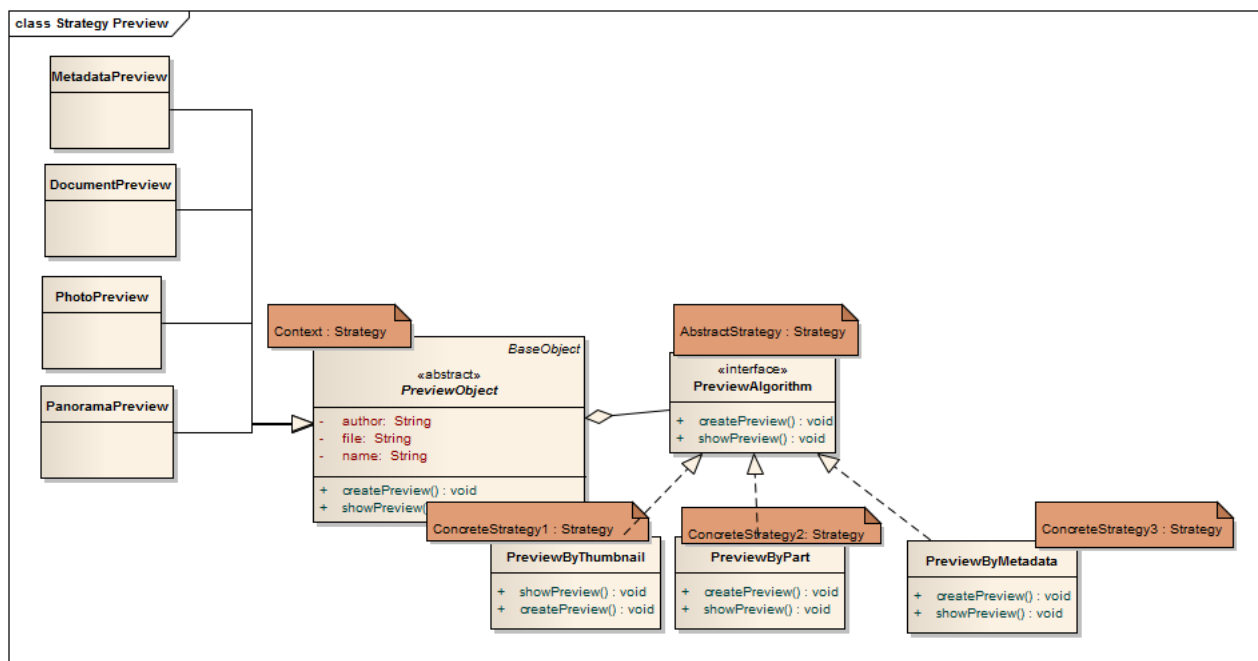 class Strategy Preview
MetadataPreview
DocumentPreview
PhotoPreview
PanoramaPreview
Context : Strategy
BaseObject
«abstract»
PreviewObject
- author: String
- file: String
- name: String
+ createPreview() : void
+ showPreview(
AbstractStrategy : Strategy
«interface»
PreviewAlgorithm
+ createPreview() : void
+ showPreview() : void
ConcreteStrategy1 : Strategy
PreviewByThumbnail
+ showPreview() : void
+ createPreview() : void
ConcreteStrategy2: Strategy
PreviewByPart
+ createPreview() : void
+ showPreview() : void
ConcreteStrategy3 : Strategy
PreviewByMetadata
+ createPreview() : void
+ showPreview() : void